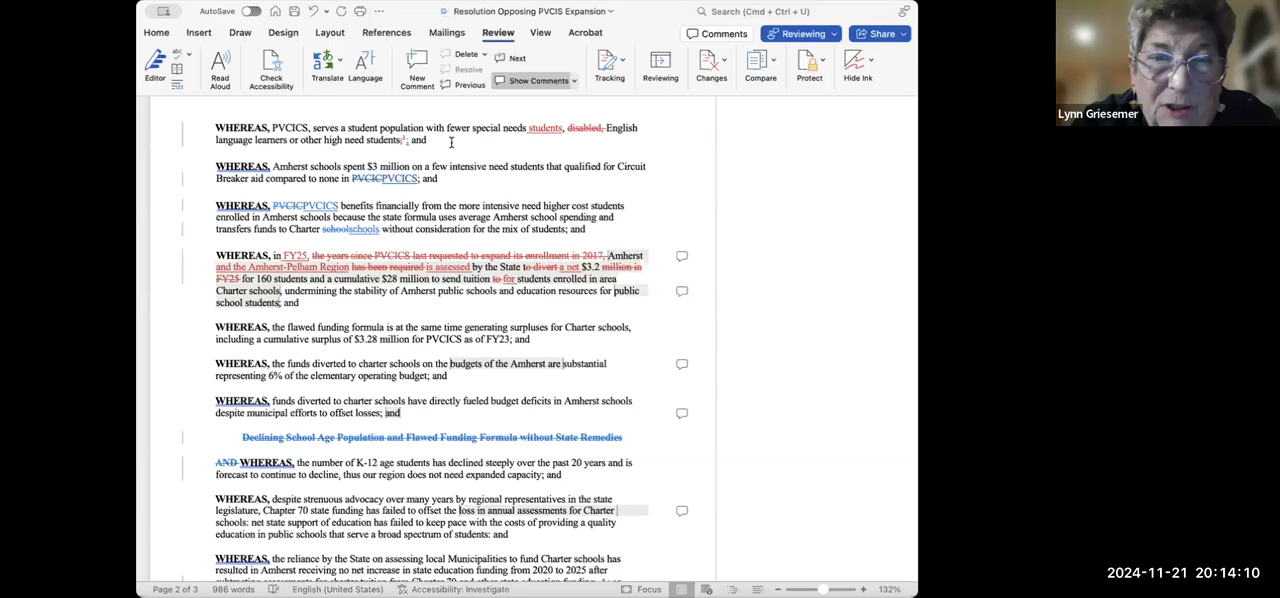 AutoSave
Resolution Opposing PVCIS Expansion
Search (Cmd + Ctrl + U)
Home Insert Draw Design Layout References Mailings Review View Acrobat
Comments Reviewing Share
Editor
Read Aloud
Check Accessibility
Translate Language
New Comment
Delete
Resolve
Previous
Next
Show Comments
Tracking Reviewing Changes Compare Protect Hide Ink
WHEREAS, PVCICS, serves a student population with fewer special needs students, disabled, English
language learners or other high need students;¹; and
WHEREAS, Amherst schools spent $3 million on a few intensive need students that qualified for Circuit
Breaker aid compared to none in PVCICPVCICS; and
WHEREAS, PVCICPVCICS benefits financially from the more intensive need higher cost students
enrolled in Amherst schools because the state formula uses average Amherst school spending and
transfers funds to Charter schoolschools without consideration for the mix of students; and
WHEREAS, in FY25, the years since PVCICS last requested to expand its enrollment in 2017, Amherst
and the Amherst-Pelham Region has been required is assessed by the State to divert a net $3.2 million in
FY25 for 160 students and a cumulative $28 million to send tuition to for students enrolled in area
Charter schools, undermining the stability of Amherst public schools and education resources for public
school students; and
WHEREAS, the flawed funding formula is at the same time generating surpluses for Charter schools,
including a cumulative surplus of $3.28 million for PVCICS as of FY23; and
WHEREAS, the funds diverted to charter schools on the budgets of the Amherst are substantial
representing 6% of the elementary operating budget; and
WHEREAS, funds diverted to charter schools have directly fueled budget deficits in Amherst schools
despite municipal efforts to offset losses; and
Declining School Age Population and Flawed Funding Formula without State Remedies
AND WHEREAS, the number of K-12 age students has declined steeply over the past 20 years and is
forecast to continue to decline, thus our region does not need expanded capacity; and
WHEREAS, despite strenuous advocacy over many years by regional representatives in the state
legislature, Chapter 70 state funding has failed to offset the loss in annual assessments for Charter
schools: net state support of education has failed to keep pace with the costs of providing a quality
education in public schools that serve a broad spectrum of students: and
WHEREAS, the reliance by the State on assessing local Municipalities to fund Charter schools has
resulted in Amherst receiving no net increase in state education funding from 2020 to 2025 after
Page 2 of 3 986 words English (United States) Accessibility: Investigate Focus 132%
Lynn Griesemer
2024-11-21 20:14:10